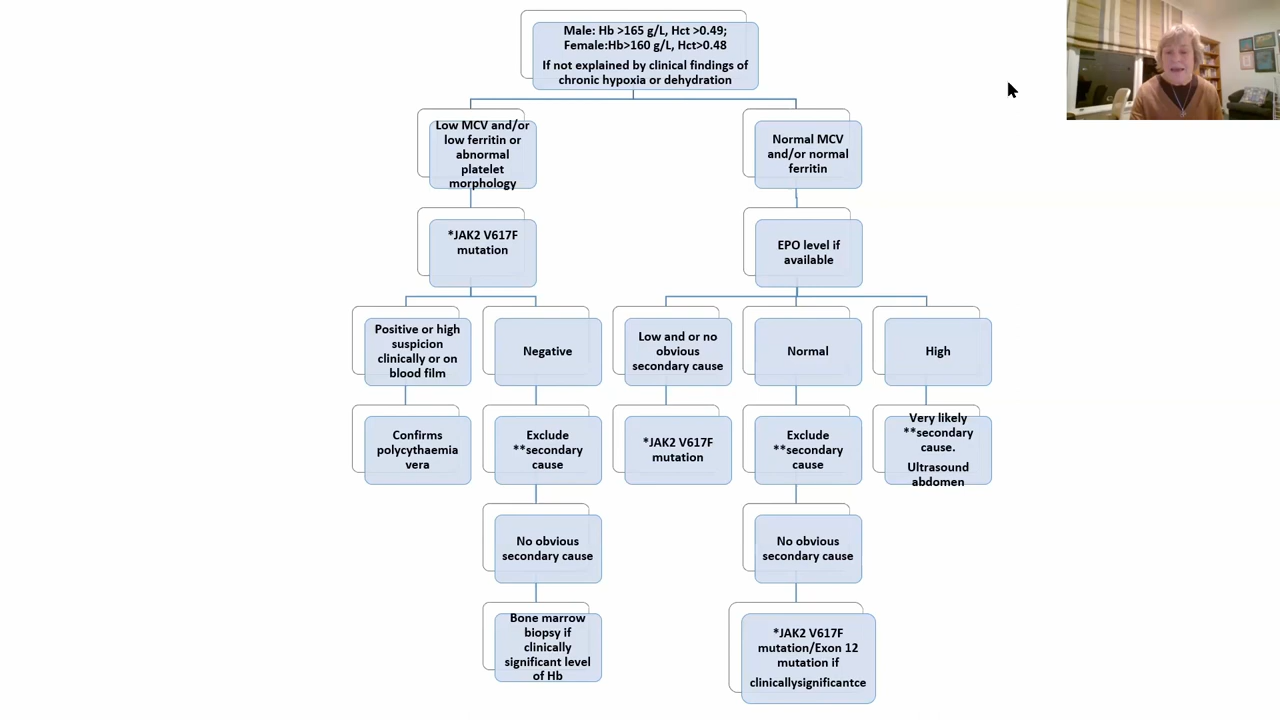 Male: Hb >165 g/L, Hct >0.49;
Female:Hb>160 g/L, Hct>0.48
If not explained by clinical findings of
chronic hypoxia or dehydration
Low MCV and/or
low ferritin or
abnormal
platelet
morphology
Normal MCV
and/or normal
ferritin
*JAK2 V617F
mutation
EPO level if
available
Positive or high
suspicion
clinically or on
blood film
Negative
Low and or no
obvious
secondary cause
Normal
High
Confirms
polycythaemia
vera
Exclude
**secondary
cause
*JAK2 V617F
mutation
Exclude
**secondary
cause
Very likely
**secondary
cause.
Ultrasound
abdomen
No obvious
secondary cause
No obvious
secondary cause
Bone marrow
biopsy if
clinically
significant level
of Hb
*JAK2 V617F
mutation/Exon 12
mutation if
clinicallysignificantce